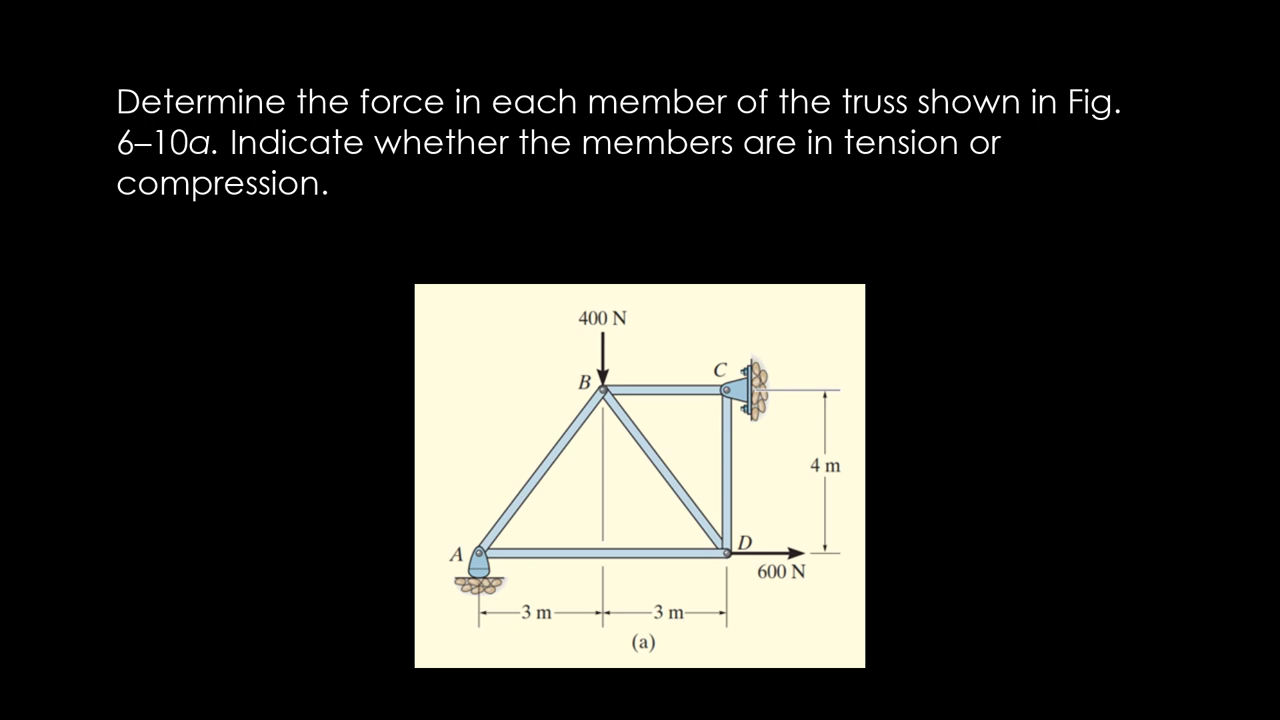 Determine the force in each member of the truss shown in Fig.
6–10a. Indicate whether the members are in tension or
compression.
400 N
B
C
4 m
A
D
600 N
3 m
3 m
(a)